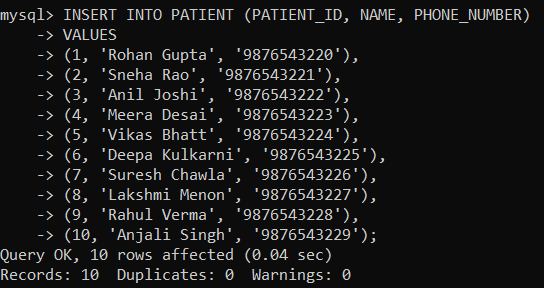 mysql> INSERT INTO PATIENT (PATIENT_ID, NAME, PHONE_NUMBER)
    -> VALUES
    -> (1, 'Rohan Gupta', '9876543220'),
    -> (2, 'Sneha Rao', '9876543221'),
    -> (3, 'Anil Joshi', '9876543222'),
    -> (4, 'Meera Desai', '9876543223'),
    -> (5, 'Vikas Bhatt', '9876543224'),
    -> (6, 'Deepa Kulkarni', '9876543225'),
    -> (7, 'Suresh Chawla', '9876543226'),
    -> (8, 'Lakshmi Menon', '9876543227'),
    -> (9, 'Rahul Verma', '9876543228'),
    -> (10, 'Anjali Singh', '9876543229');
Query OK, 10 rows affected (0.04 sec)
Records: 10  Duplicates: 0  Warnings: 0